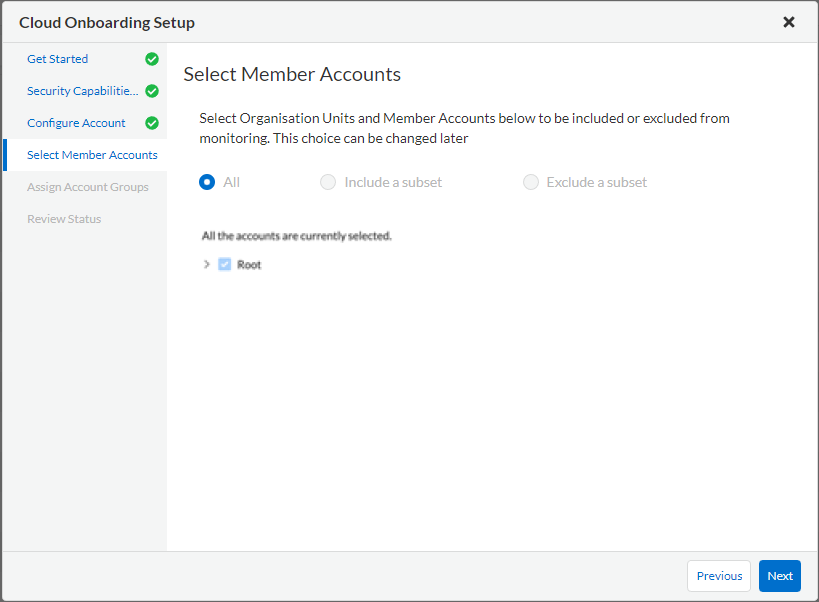 Cloud Onboarding Setup
Get Started
Security Capabilitie...
Configure Account
Select Member Accounts
Assign Account Groups
Review Status
Select Member Accounts
Select Organisation Units and Member Accounts below to be included or excluded from
monitoring. This choice can be changed later
All
Include a subset
Exclude a subset
All the accounts are currently selected.
Root
Previous
Next